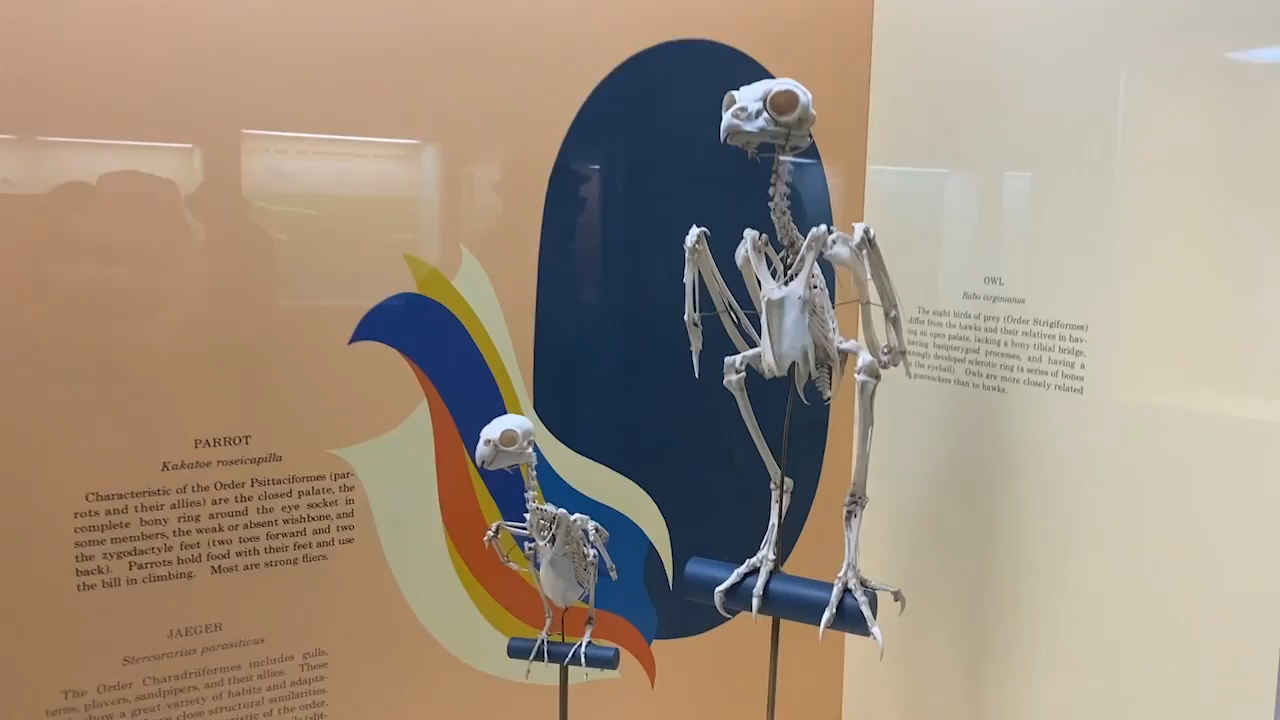 PARROT
Kakatoe roseicapilla
Characteristic of the Order Psittaciformes (par-
rots and their allies) are the closed palate, the
complete bony ring around the eye socket in
some members, the weak or absent wishbone, and
the zygodactyle feet (two toes forward and two
back). Parrots hold food with their feet and use
the bill in climbing. Most are strong fliers.
JAEGER
Stercorarius parasiticus
The Order Charadriiformes includes gulls,
terns, plovers, sandpipers, and their allies. These
show a great variety of habits and adapta-
close structural similarities.
of the order,
OWL
Bubo virginianus
The night birds of prey (Order Strigiformes)
differ from the hawks and their relatives in hav-
ing an open palate, lacking a bony tibial bridge,
having basipterygoid processes, and having a
strongly developed sclerotic ring (a series of bones
the eyeball). Owls are more closely related
goatsuckers than to hawks.